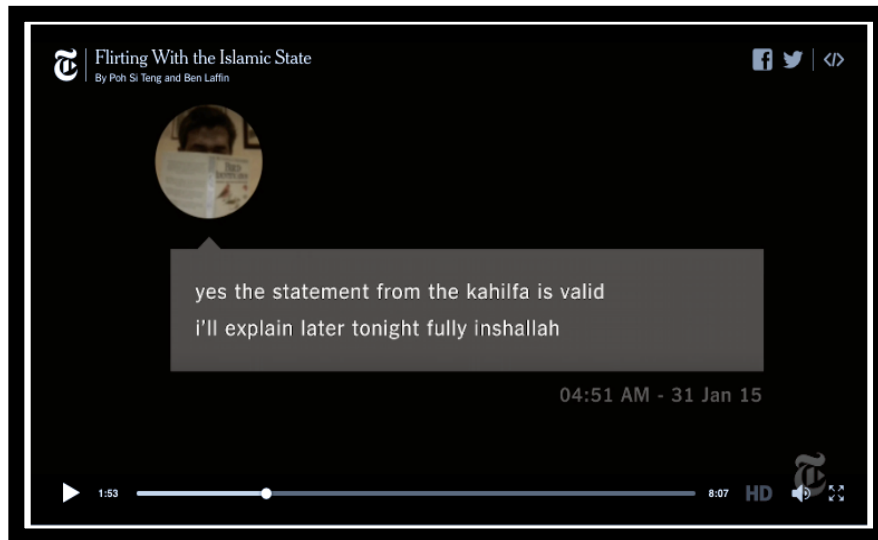 Flirting With the Islamic State
By Poh Si Teng and Ben Laffin
yes the statement from the kahilfa is valid
i'll explain later tonight fully inshallah
04:51 AM - 31 Jan 15
1:53
8:07
HD